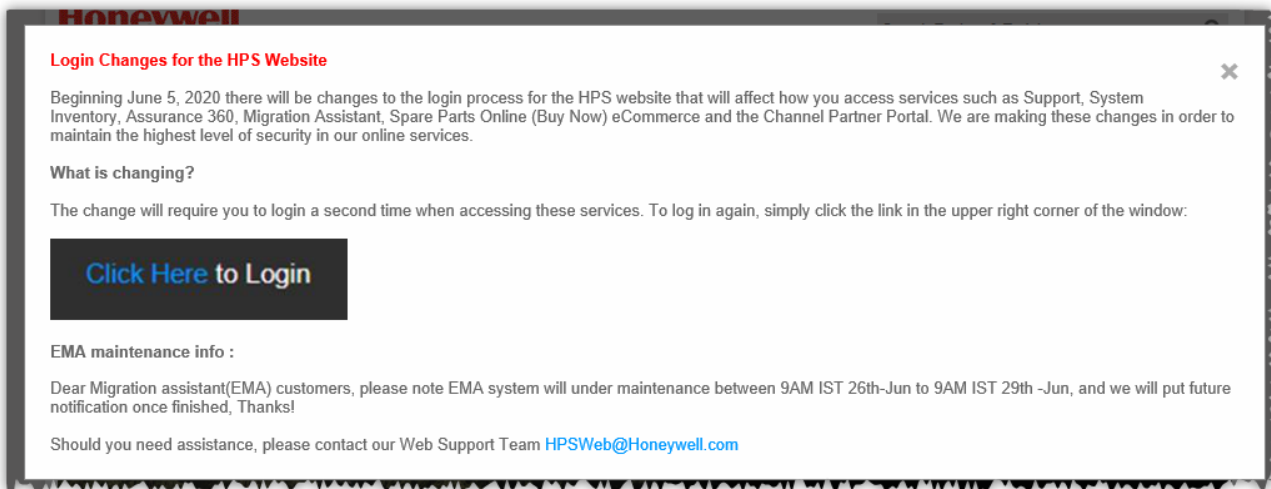 Honeywell
Login Changes for the HPS Website
Beginning June 5, 2020 there will be changes to the login process for the HPS website that will affect how you access services such as Support, System
Inventory, Assurance 360, Migration Assistant, Spare Parts Online (Buy Now) eCommerce and the Channel Partner Portal. We are making these changes in order to
maintain the highest level of security in our online services.
What is changing?
The change will require you to login a second time when accessing these services. To log in again, simply click the link in the upper right corner of the window:
Click Here to Login
EMA maintenance info :
Dear Migration assistant(EMA) customers, please note EMA system will under maintenance between 9AM IST 26th-Jun to 9AM IST 29th -Jun, and we will put future
notification once finished, Thanks!
Should you need assistance, please contact our Web Support Team HPSWeb@Honeywell.com